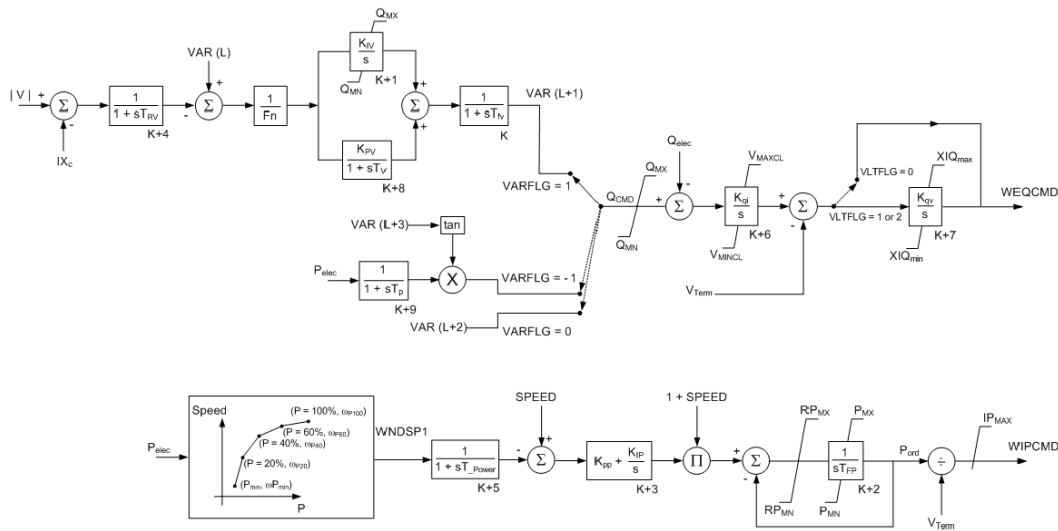 Q_MX
K_IV
s
Q_MN
K+1
VAR (L)
| V | +
Σ
-
IX_c
1
1 + sT_RV
K+4
+
-
Σ
1
Fn
+
Σ
+
1
1 + sT_fv
K
K_PV
1 + sT_V
K+8
VAR (L+1)
VARFLG = 1
Q_CMD
Q_MX
Q_MN
Q_elec
-
+
Σ
V_MAXCL
K_qi
s
K+6
V_MINCL
+
-
Σ
V_Term
VLTFLG = 0
VLTFLG = 1 or 2
XIQ_max
K_qv
s
K+7
XIQ_min
WEQCMD
VAR (L+3)
tan
P_elec
1
1 + sT_p
K+9
X
VARFLG = - 1
VAR (L+2)
VARFLG = 0
P_elec
Speed
(P = 100%, ω_P100)
(P = 60%, ω_P60)
(P = 40%, ω_P40)
(P = 20%, ω_P20)
(P_min, ωP_min)
P
WNDSP1
1
1 + sT_Power
K+5
SPEED
+
-
Σ
K_pp + K_IP
s
K+3
1 + SPEED
Π
+
-
Σ
RP_MX
RP_MN
P_MX
1
sT_FP
K+2
P_MN
P_ord
÷
V_Term
IP_MAX
WIPCMD